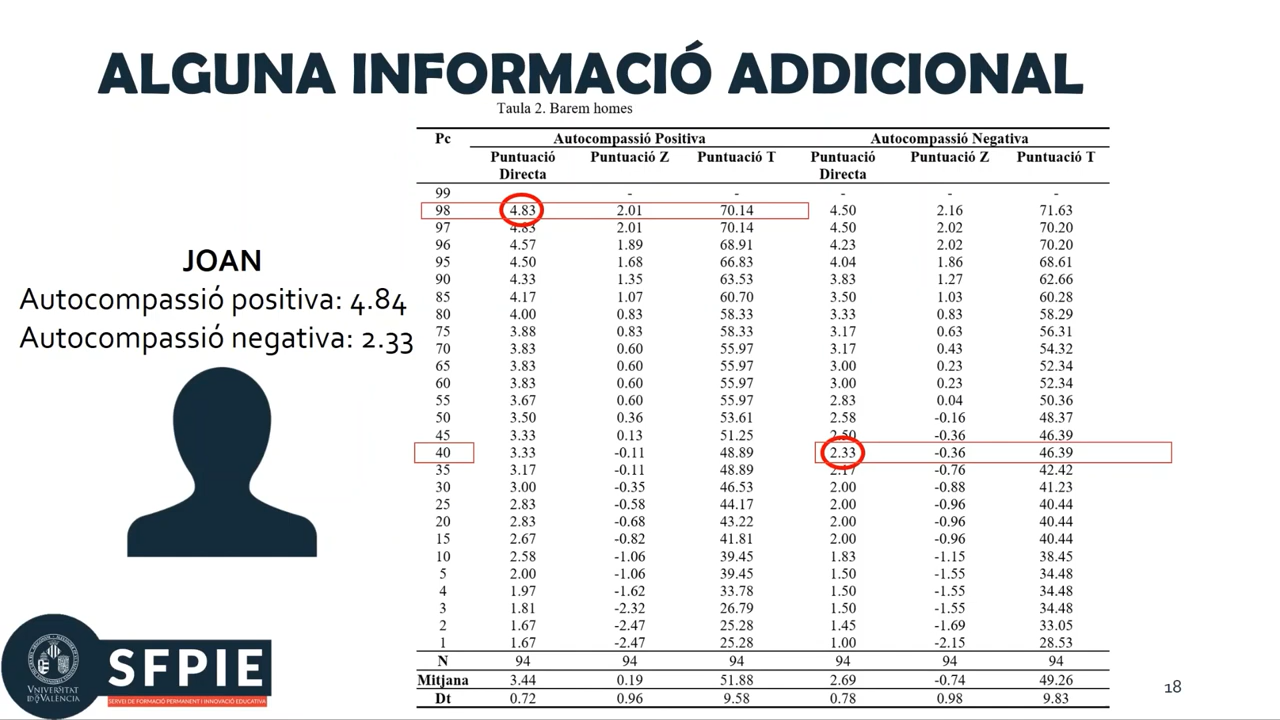 ALGUNA INFORMACIÓ ADDICIONAL
Taula 2. Barem homes
Pc Autocompassió Positiva Autocompassió Negativa
Puntuació Directa Puntuació Z Puntuació T Puntuació Directa Puntuació Z Puntuació T
99 - - - - -
98 4.83 2.01 70.14 4.50 2.16 71.63
97 4.83 2.01 70.14 4.50 2.02 70.20
96 4.57 1.89 68.91 4.23 2.02 70.20
95 4.50 1.68 66.83 4.04 1.86 68.61
90 4.33 1.35 63.53 3.83 1.27 62.66
85 4.17 1.07 60.70 3.50 1.03 60.28
80 4.00 0.83 58.33 3.33 0.83 58.29
75 3.88 0.83 58.33 3.17 0.63 56.31
70 3.83 0.60 55.97 3.17 0.43 54.32
65 3.83 0.60 55.97 3.00 0.23 52.34
60 3.83 0.60 55.97 3.00 0.23 52.34
55 3.67 0.60 55.97 2.83 0.04 50.36
50 3.50 0.36 53.61 2.58 -0.16 48.37
45 3.33 0.13 51.25 2.50 -0.36 46.39
40 3.33 -0.11 48.89 2.33 -0.36 46.39
35 3.17 -0.11 48.89 2.17 -0.76 42.42
30 3.00 -0.35 46.53 2.00 -0.88 41.23
25 2.83 -0.58 44.17 2.00 -0.96 40.44
20 2.83 -0.68 43.22 2.00 -0.96 40.44
15 2.67 -0.82 41.81 2.00 -0.96 40.44
10 2.58 -1.06 39.45 1.83 -1.15 38.45
5 2.00 -1.06 39.45 1.50 -1.55 34.48
4 1.97 -1.62 33.78 1.50 -1.55 34.48
3 1.81 -2.32 26.79 1.50 -1.55 34.48
2 1.67 -2.47 25.28 1.45 -1.69 33.05
1 1.67 -2.47 25.28 1.00 -2.15 28.53
N 94 94 94 94 94 94
Mitjana 3.44 0.19 51.88 2.69 -0.74 49.26
Dt 0.72 0.96 9.58 0.78 0.98 9.83
JOAN
Autocompassió positiva: 4.84
Autocompassió negativa: 2.33
VNIVERSITAT
ID VALÈNCIA
SFPIE
SERVEI DE FORMACIÓ PERMANENT I INNOVACIÓ EDUCATIVA
18